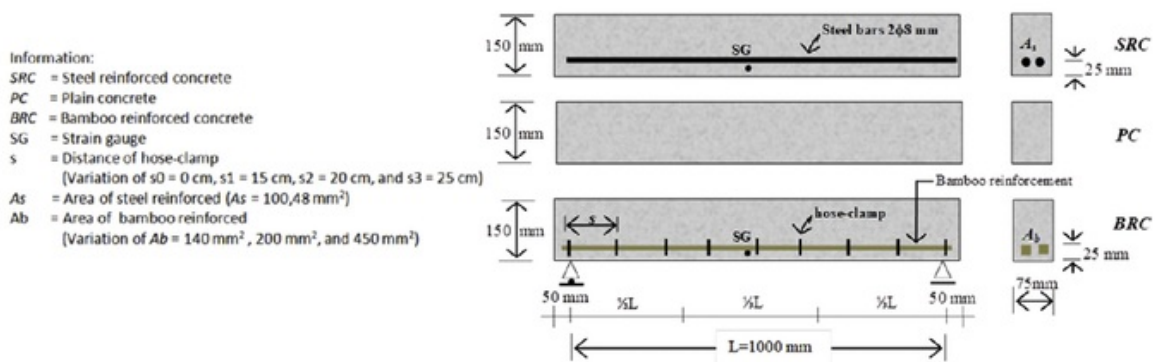 Information:
SRC = Steel reinforced concrete
PC = Plain concrete
BRC = Bamboo reinforced concrete
SG = Strain gauge
s = Distance of hose-clamp
(Variation of s0 = 0 cm, s1 = 15 cm, s2 = 20 cm, and s3 = 25 cm)
As = Area of steel reinforced (As = 100,48 mm²)
Ab = Area of bamboo reinforced
(Variation of Ab = 140 mm² , 200 mm², and 450 mm²)
150 mm
SG
Steel bars 2ϕ8 mm
As
SRC
25 mm
150 mm
PC
Bamboo reinforcement
150 mm
s
hose-clamp
SG
Ab
BRC
25 mm
75mm
50 mm
⅓L
⅓L
⅓L
50 mm
L=1000 mm